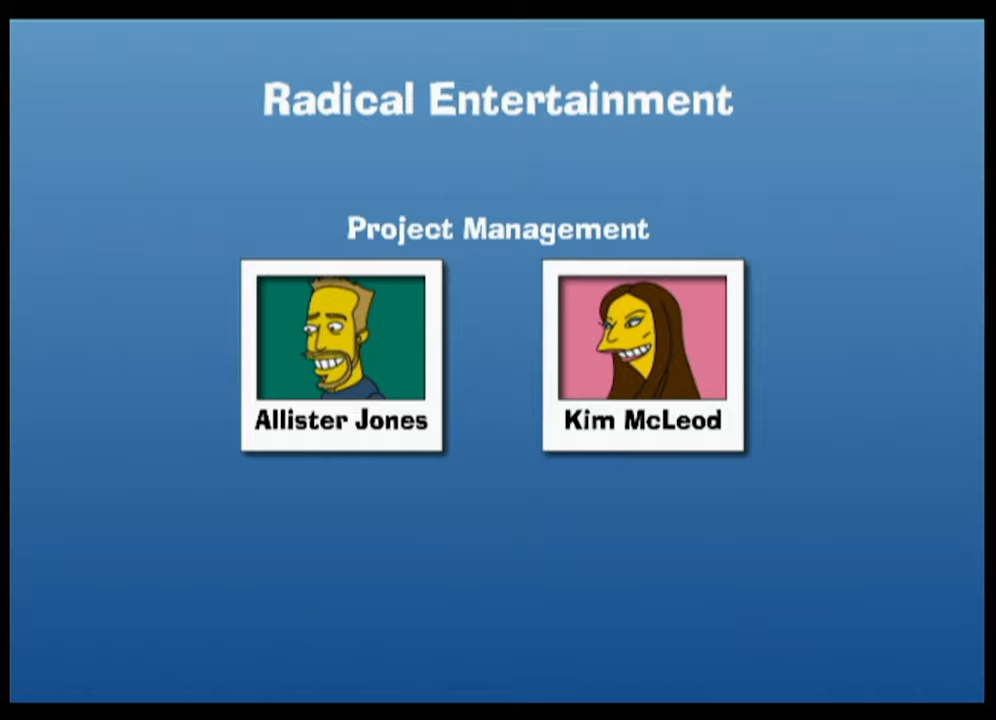 Radical Entertainment
Project Management
Allister Jones
Kim McLeod